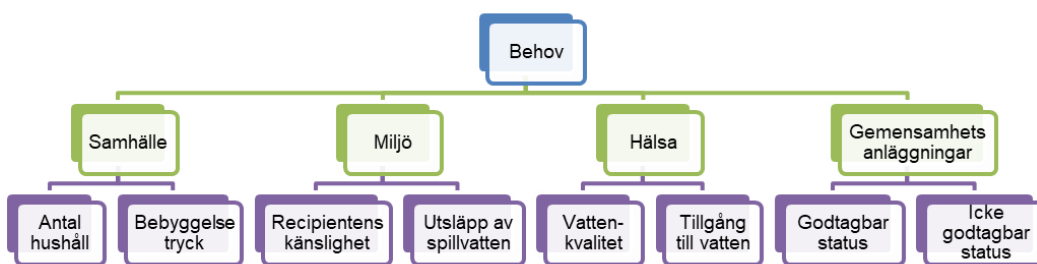 Behov
Samhälle
Miljö
Hälsa
Gemensamhets
anläggningar
Antal
hushåll
Bebyggelse
tryck
Recipientens
känslighet
Utsläpp av
spillvatten
Vatten-
kvalitet
Tillgång
till vatten
Godtagbar
status
Icke
godtagbar
status